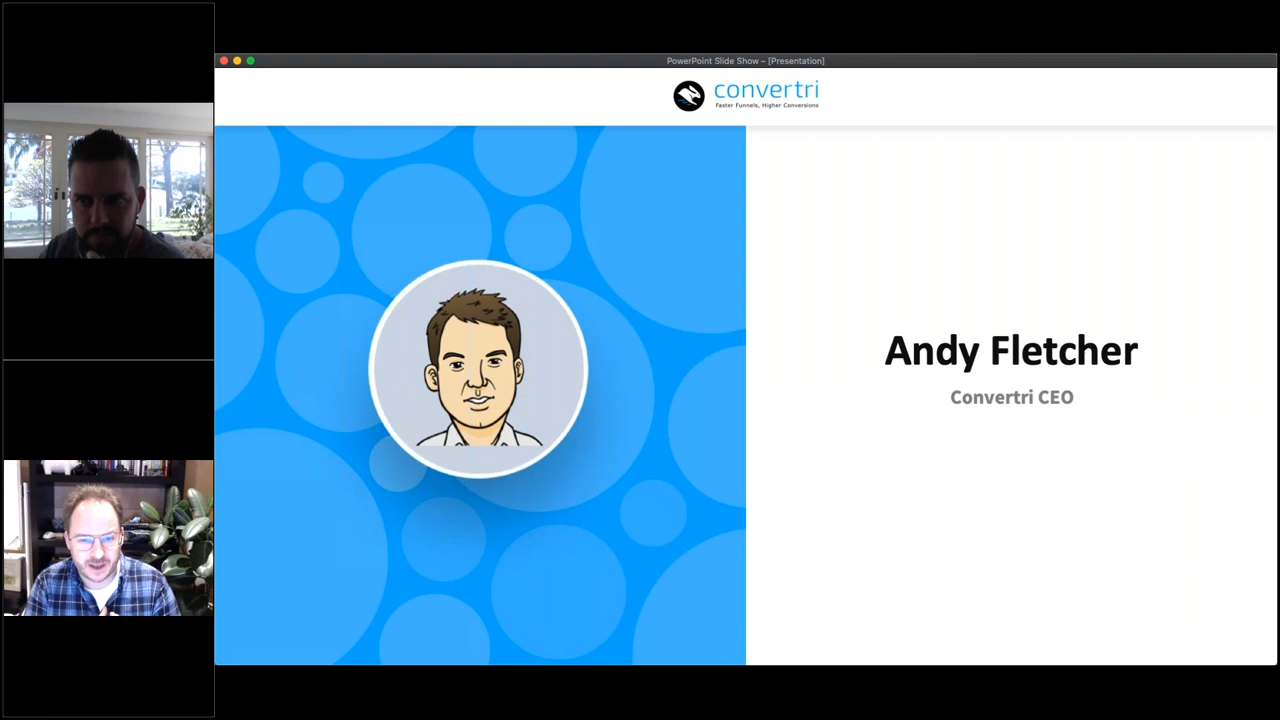 PowerPoint Slide Show – [Presentation]
convertri
Faster Funnels, Higher Conversions
Andy Fletcher
Convertri CEO